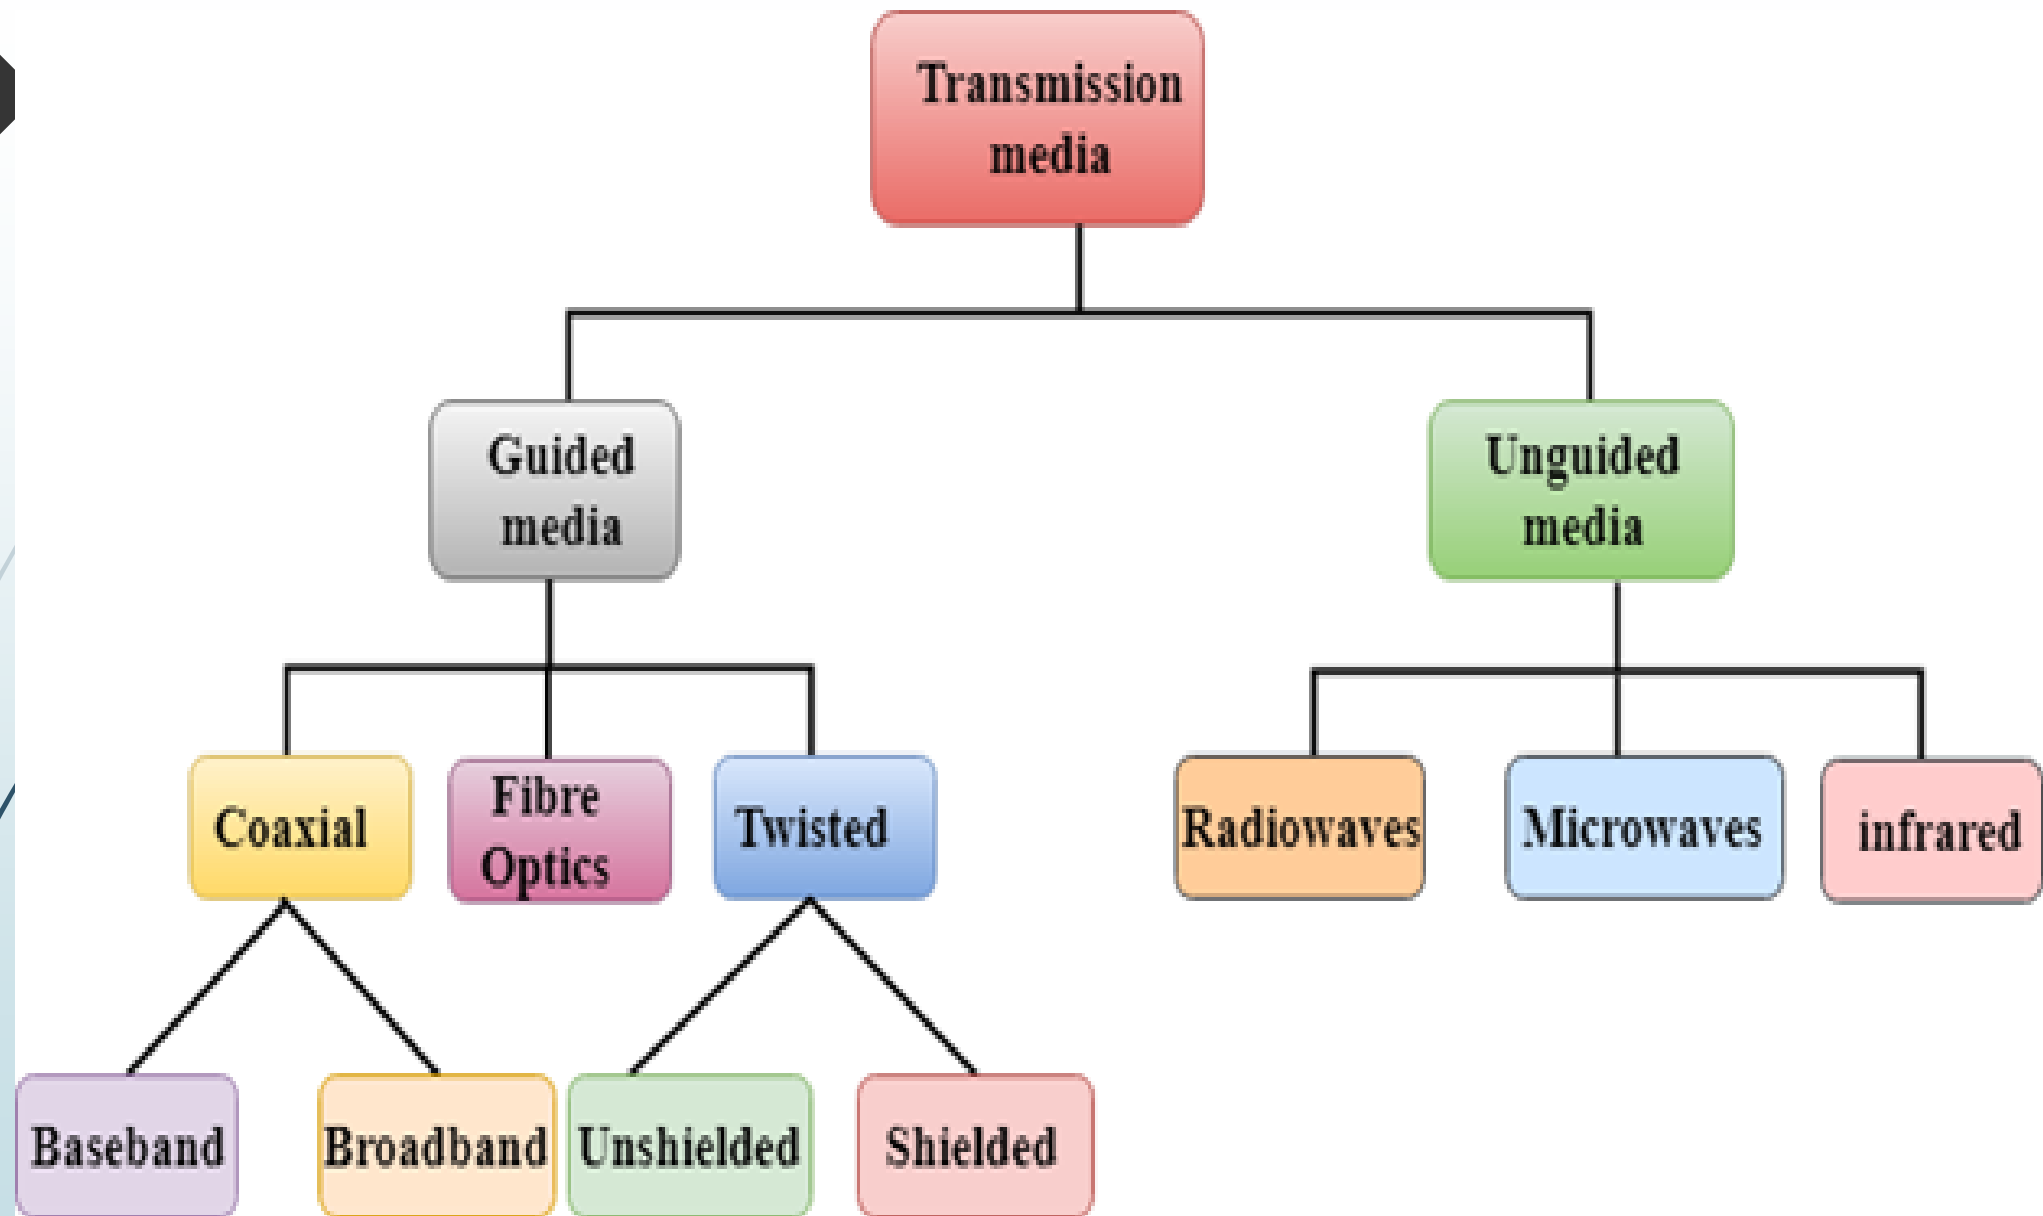 Transmission
media
Guided
media
Unguided
media
Coaxial
Fibre
Optics
Twisted
Radiowaves
Microwaves
infrared
Baseband
Broadband
Unshielded
Shielded